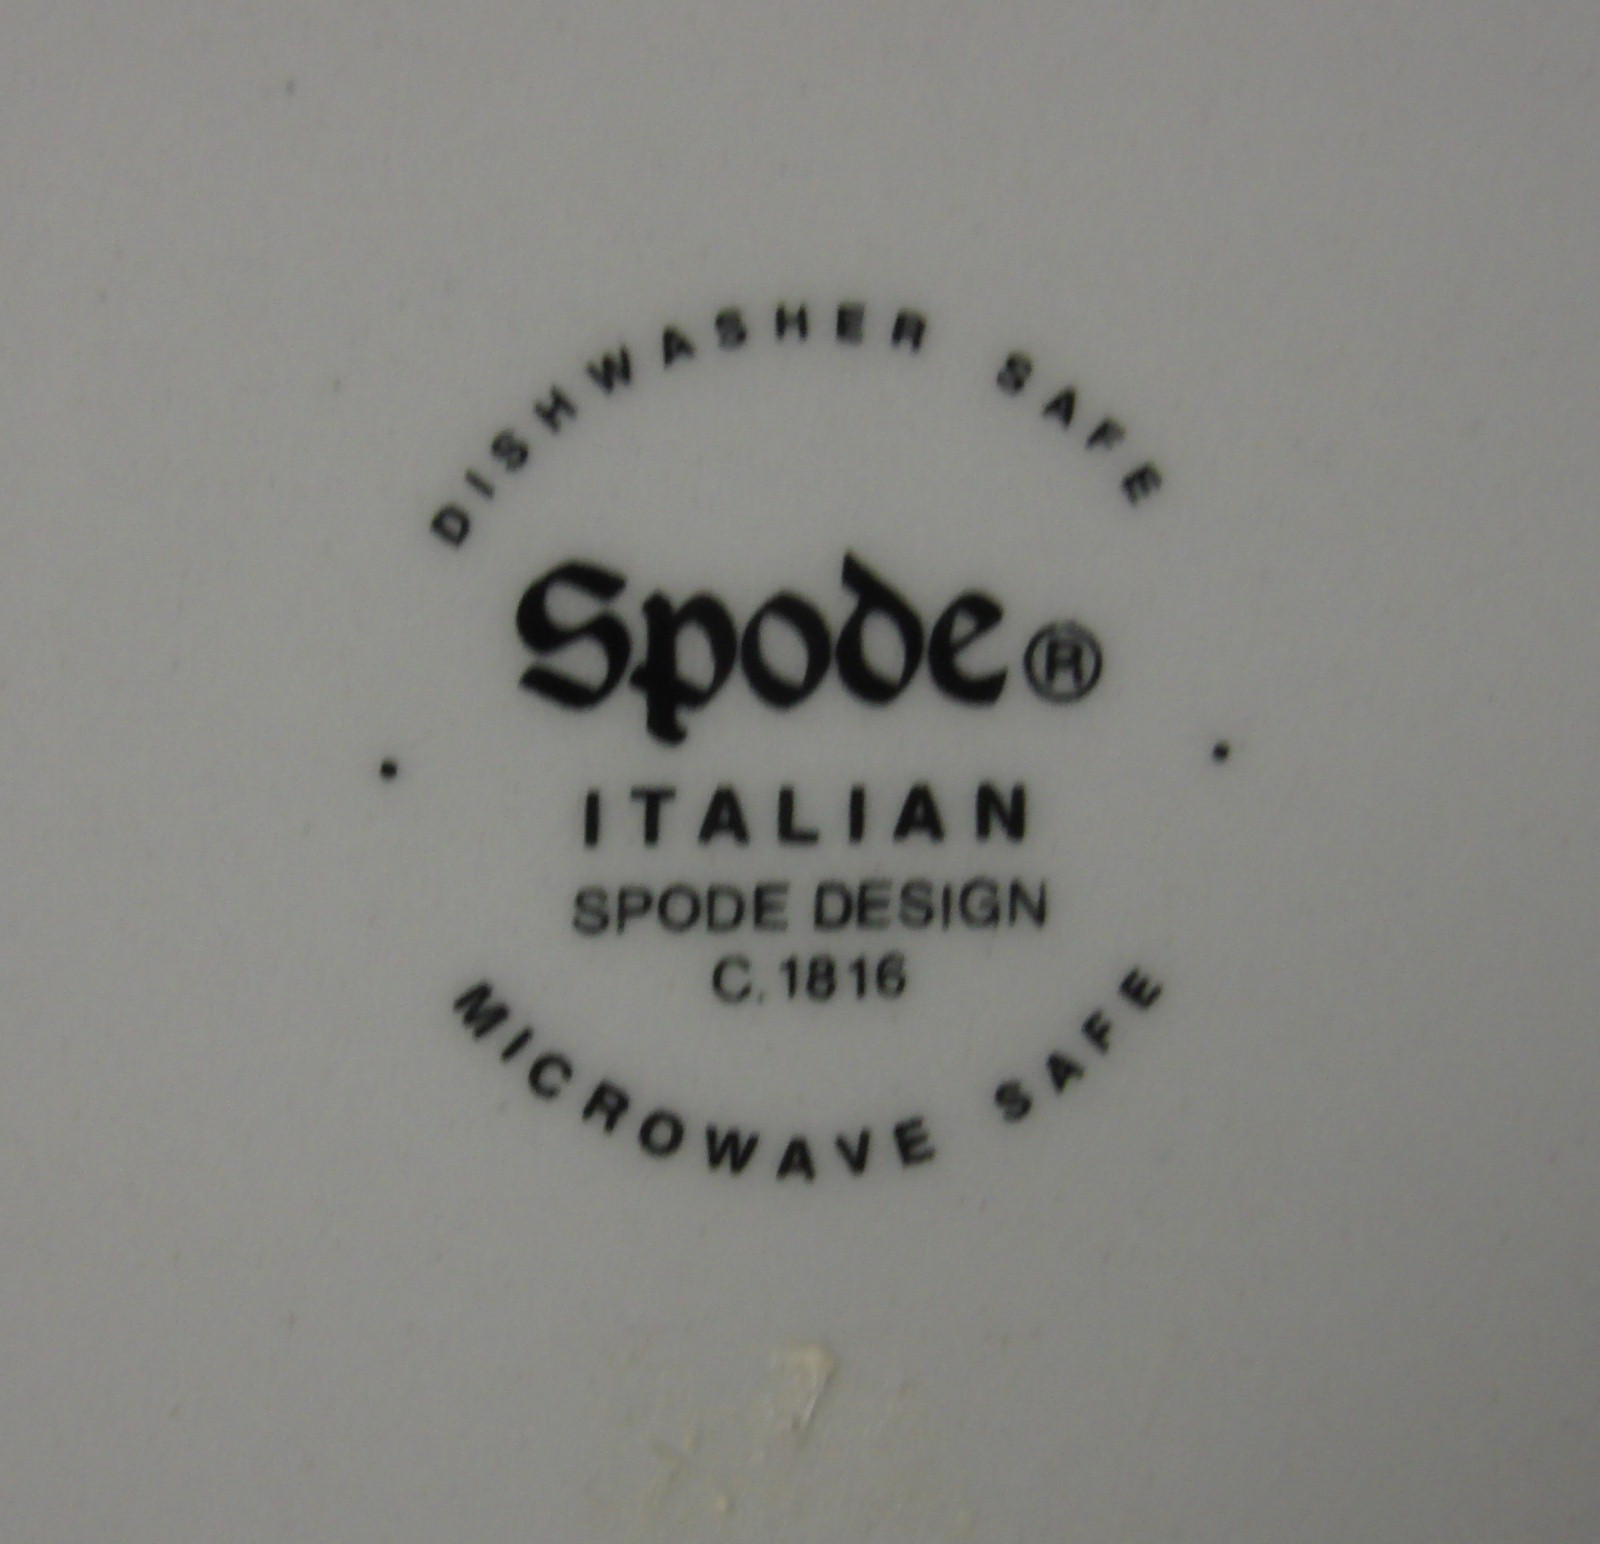 DISHWASHER SAFE
Spode®
ITALIAN
SPODE DESIGN
C.1816
MICROWAVE SAFE